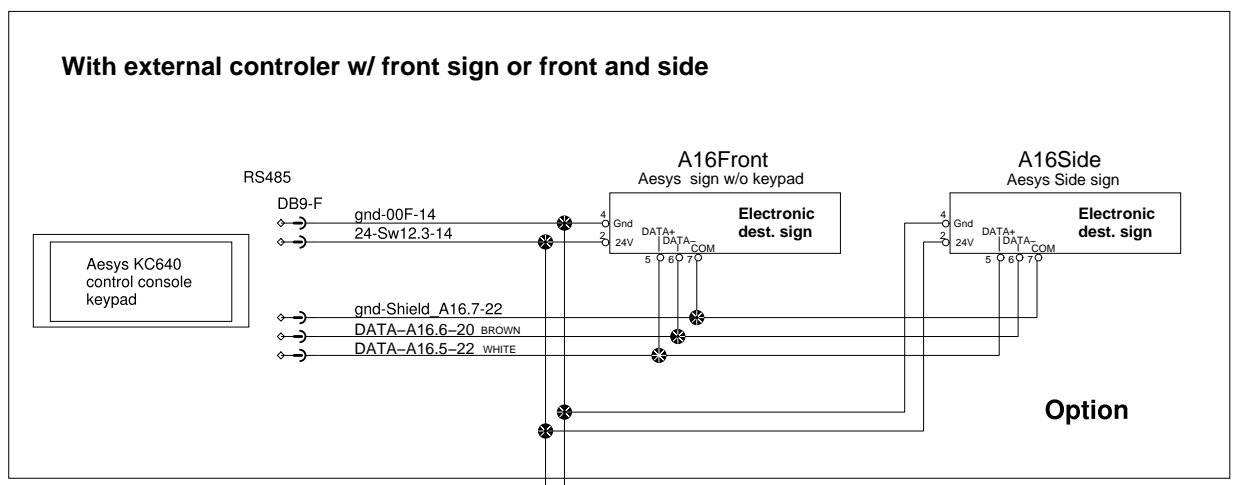 With external controler w/ front sign or front and side
A16Front
Aesys sign w/o keypad
A16Side
Aesys Side sign
RS485
DB9-F
gnd-00F-14
24-Sw12.3-14
4
Gnd
2
24V
DATA+
DATA–
COM
5
6
7
Electronic
dest. sign
4
Gnd
2
24V
DATA+
DATA–
COM
5
6
7
Electronic
dest. sign
Aesys KC640
control console
keypad
gnd-Shield_A16.7-22
DATA–A16.6–20 BROWN
DATA–A16.5–22 WHITE
Option